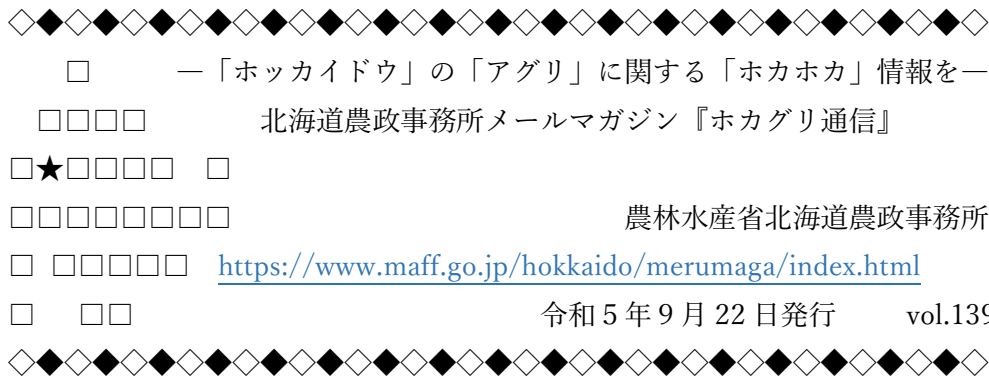 ◇◆◇◆◇◆◇◆◇◆◇◆◇◆◇◆◇◆◇◆◇◆◇◆◇◆◇◆◇◆◇◆◇◆◇◆◇
□ ―「ホッカイドウ」の「アグリ」に関する「ホカホカ」情報を―
□□□□ 北海道農政事務所メールマガジン『ホカグリ通信』
□★□□□□ □
□□□□□□□□ 農林水産省北海道農政事務所
□ □□□□□ https://www.maff.go.jp/hokkaido/merumaga/index.html
□ □□ 令和5年9月22日発行 vol.139
◇◆◇◆◇◆◇◆◇◆◇◆◇◆◇◆◇◆◇◆◇◆◇◆◇◆◇◆◇◆◇◆◇◆◇◆◇